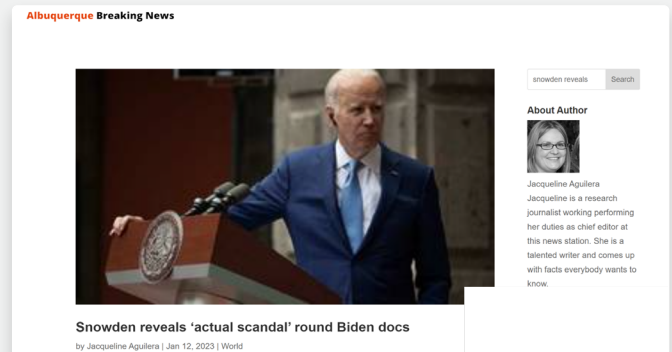 Albuquerque Breaking News
snowden reveals
Search
About Author
Jacqueline Aguilera
Jacqueline is a research
journalist working performing
her duties as chief editor at
this news station. She is a
talented writer and comes up
with facts everybody wants to
know.
Snowden reveals ‘actual scandal’ round Biden docs
by Jacqueline Aguilera | Jan 12, 2023 | World